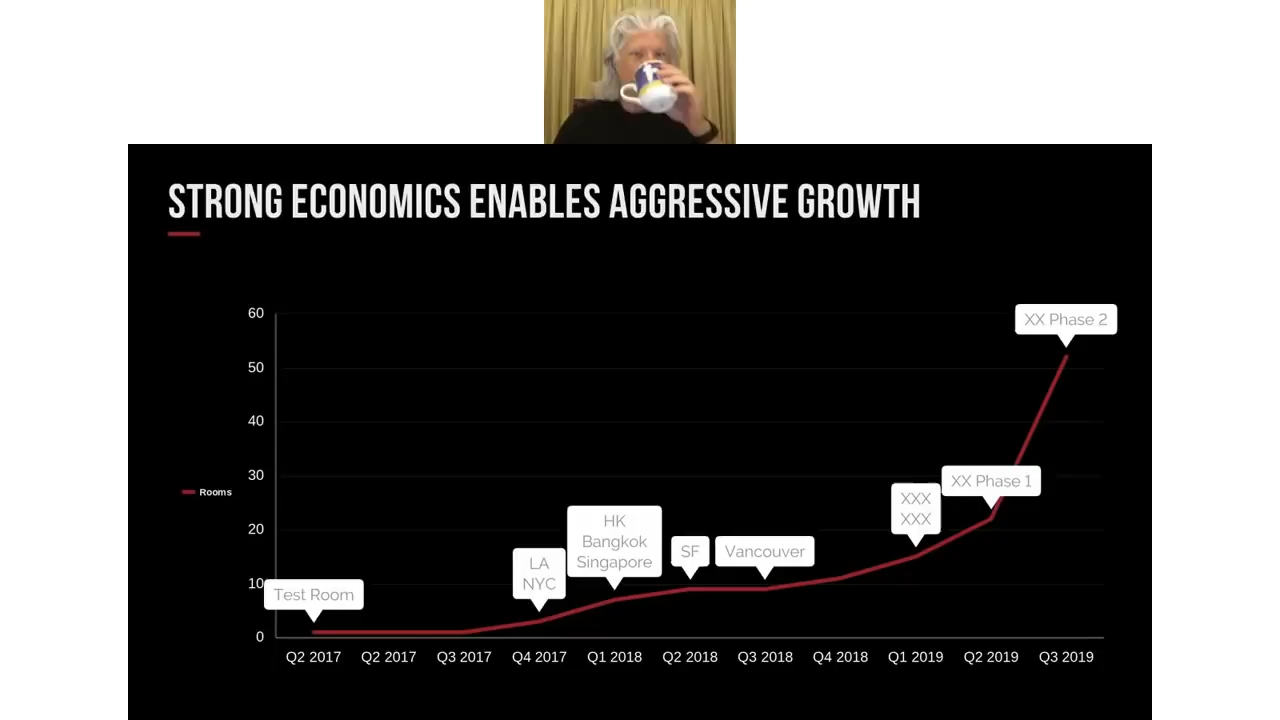 STRONG ECONOMICS ENABLES AGGRESSIVE GROWTH
60
50
40
30
20
10
0
Rooms
Test Room
LA
NYC
HK
Bangkok
Singapore
SF
Vancouver
XXX
XXX
XX Phase 1
XX Phase 2
Q2 2017 Q2 2017 Q3 2017 Q4 2017 Q1 2018 Q2 2018 Q3 2018 Q4 2018 Q1 2019 Q2 2019 Q3 2019